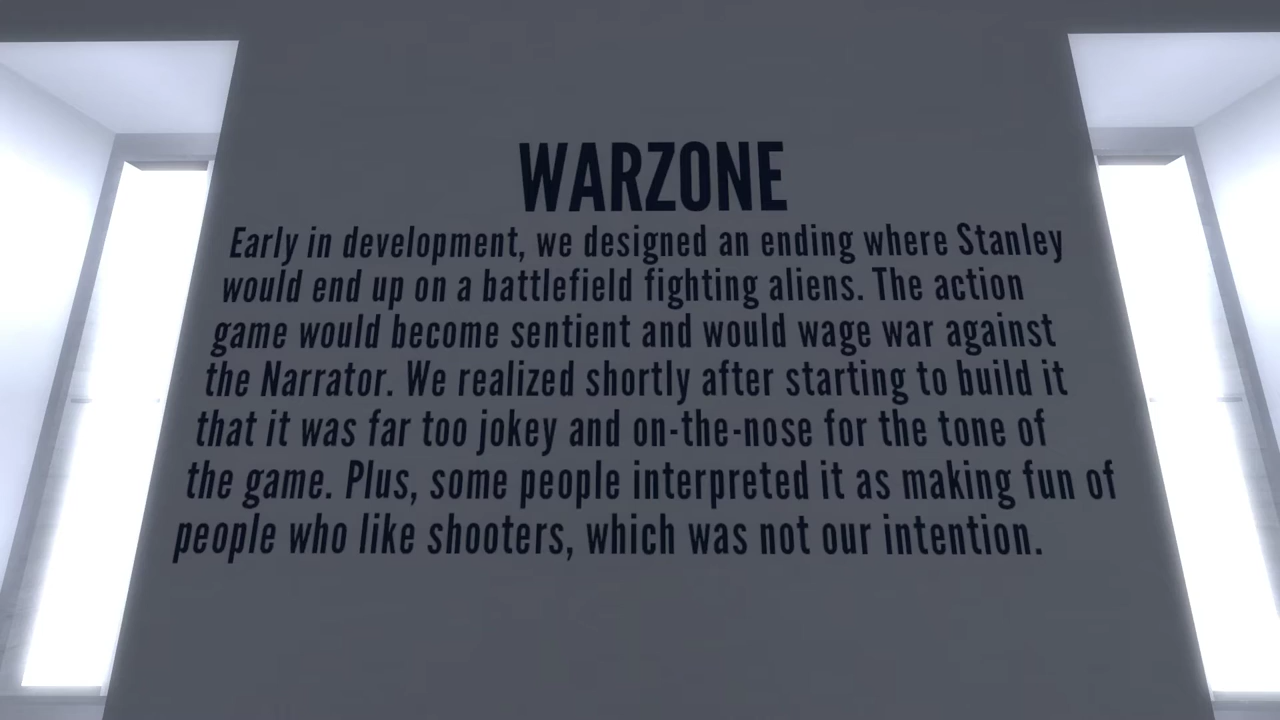 WARZONE
Early in development, we designed an ending where Stanley
would end up on a battlefield fighting aliens. The action
game would become sentient and would wage war against
the Narrator. We realized shortly after starting to build it
that it was far too jokey and on-the-nose for the tone of
the game. Plus, some people interpreted it as making fun of
people who like shooters, which was not our intention.